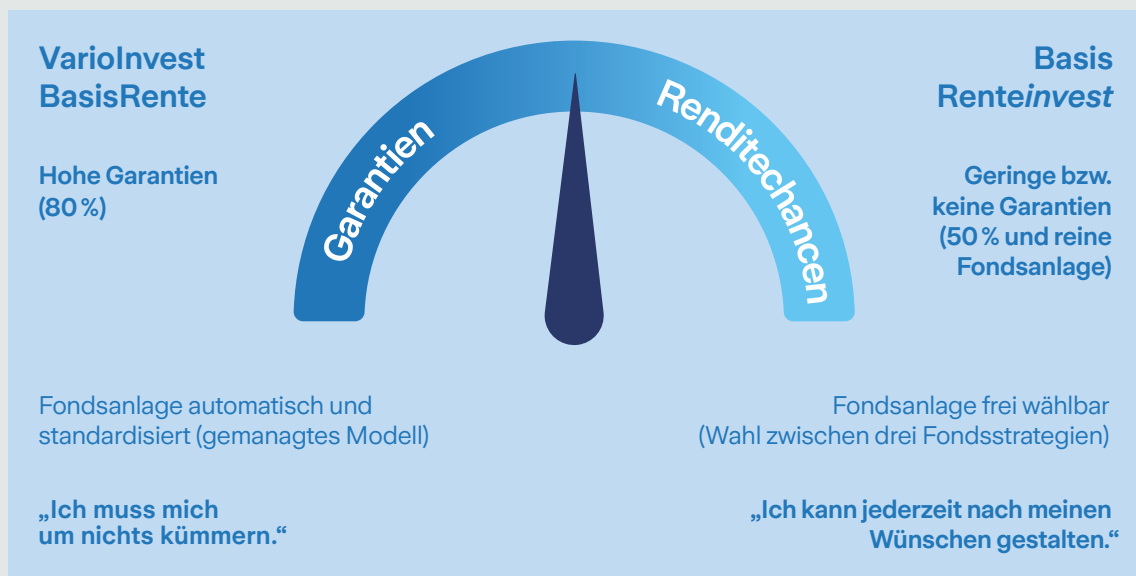 VarioInvest
BasisRente
Hohe Garantien
(80 %)
Garantien
Renditechancen
Basis
Renteinvest
Geringe bzw.
keine Garantien
(50 % und reine
Fondsanlage)
Fondsanlage automatisch und
standardisiert (gemanagtes Modell)
„Ich muss mich
um nichts kümmern.“
Fondsanlage frei wählbar
(Wahl zwischen drei Fondsstrategien)
„Ich kann jederzeit nach meinen
Wünschen gestalten.“